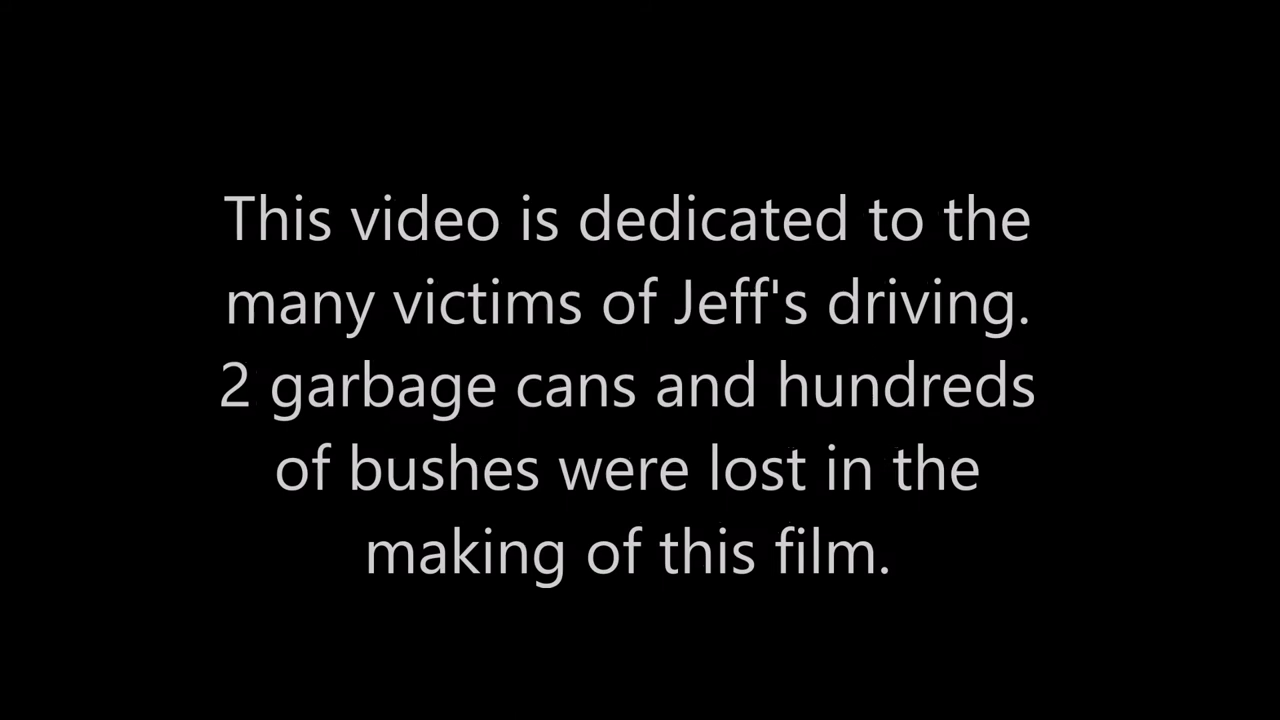 This video is dedicated to the
many victims of Jeff's driving.
2 garbage cans and hundreds
of bushes were lost in the
making of this film.